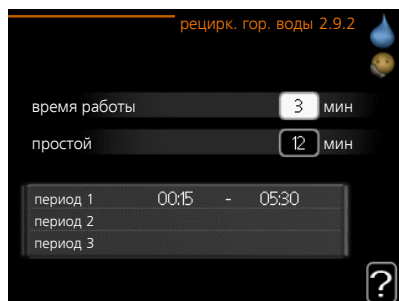 рецирк. гор. воды 2.9.2
время работы 3 мин
простой 12 мин
период 1 00:15 - 05:30
период 2
период 3
?